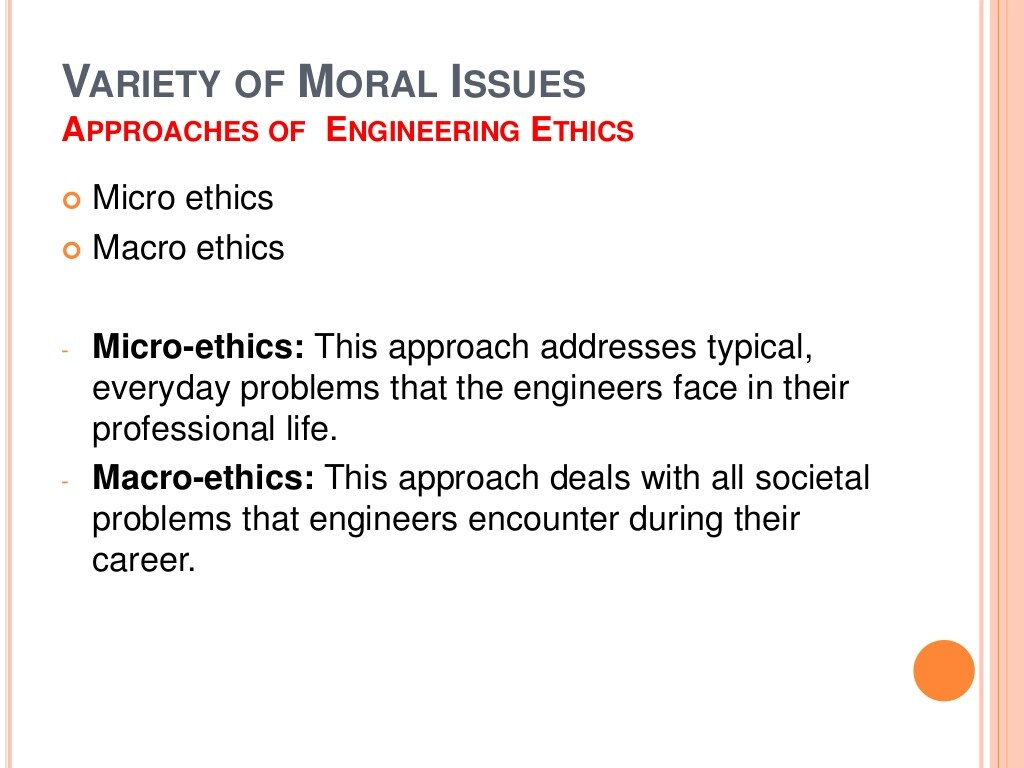 VARIETY OF MORAL ISSUES
APPROACHES OF ENGINEERING ETHICS
Micro ethics
Macro ethics
- Micro-ethics: This approach addresses typical,
everyday problems that the engineers face in their
professional life.
- Macro-ethics: This approach deals with all societal
problems that engineers encounter during their
career.